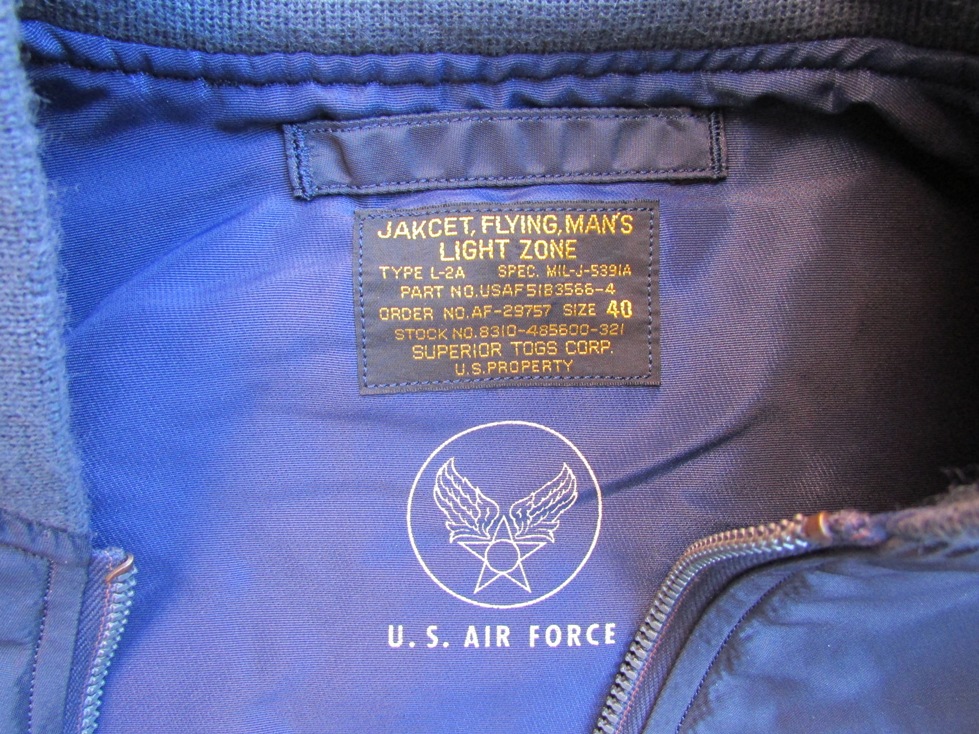 JAKCET, FLYING, MAN'S
LIGHT ZONE
TYPE L-2A SPEC. MIL-J-5391A
PART NO. USAF51B3566-4
ORDER NO. AF-29757 SIZE 40
STOCK NO. 8310-485600-321
SUPERIOR TOGS CORP.
U.S. PROPERTY
U. S. AIR FORCE